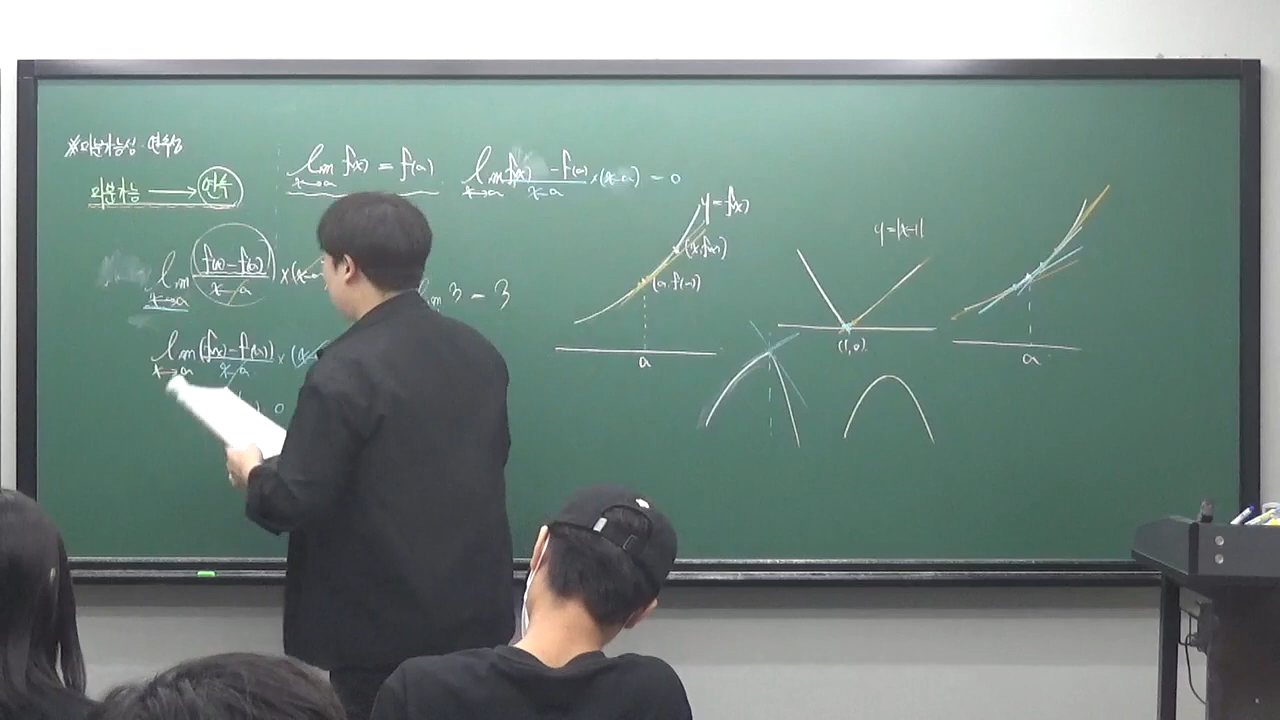 ※미분가능성 연속성
미분가능 → 연속
lim x→a f(x) = f(a)
lim x→a f(x) - f(a) / x-a ×(x-a) = 0
lim x→a f(x) - f(a) / x-a ×(x-a
lim x→a (f(x) - f(a)) / x-a ×(x
0
3 - 3
y=f(x)
(x, f(x))
(a, f(a))
a
y=|x-1|
(1, 0)
a